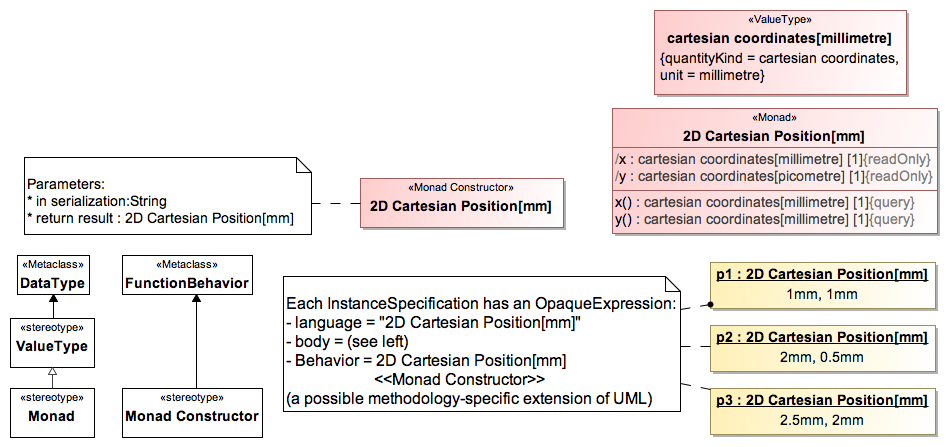 «ValueType»
cartesian coordinates[millimetre]
{quantityKind = cartesian coordinates,
unit = millimetre}
«Monad»
2D Cartesian Position[mm]
/x : cartesian coordinates[millimetre] [1]{readOnly}
/y : cartesian coordinates[picometre] [1]{readOnly}
x() : cartesian coordinates[millimetre] [1]{query}
y() : cartesian coordinates[millimetre] [1]{query}
Parameters:
* in serialization:String
* return result : 2D Cartesian Position[mm]
«Monad Constructor»
2D Cartesian Position[mm]
«Metaclass»
DataType
«Metaclass»
FunctionBehavior
«stereotype»
ValueType
«stereotype»
Monad
«stereotype»
Monad Constructor
Each InstanceSpecification has an OpaqueExpression:
- language = "2D Cartesian Position[mm]"
- body = (see left)
- Behavior = 2D Cartesian Position[mm]
<<Monad Constructor>>
(a possible methodology-specific extension of UML)
p1 : 2D Cartesian Position[mm]
1mm, 1mm
p2 : 2D Cartesian Position[mm]
2mm, 0.5mm
p3 : 2D Cartesian Position[mm]
2.5mm, 2mm